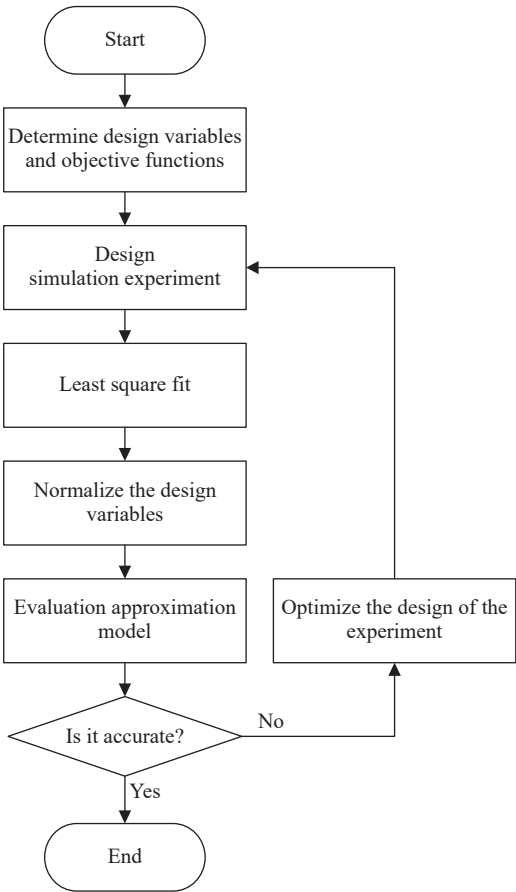 Start
Determine design variables
and objective functions
Design
simulation experiment
Least square fit
Normalize the design
variables
Evaluation approximation
model
Optimize the design of the
experiment
Is it accurate?
No
Yes
End